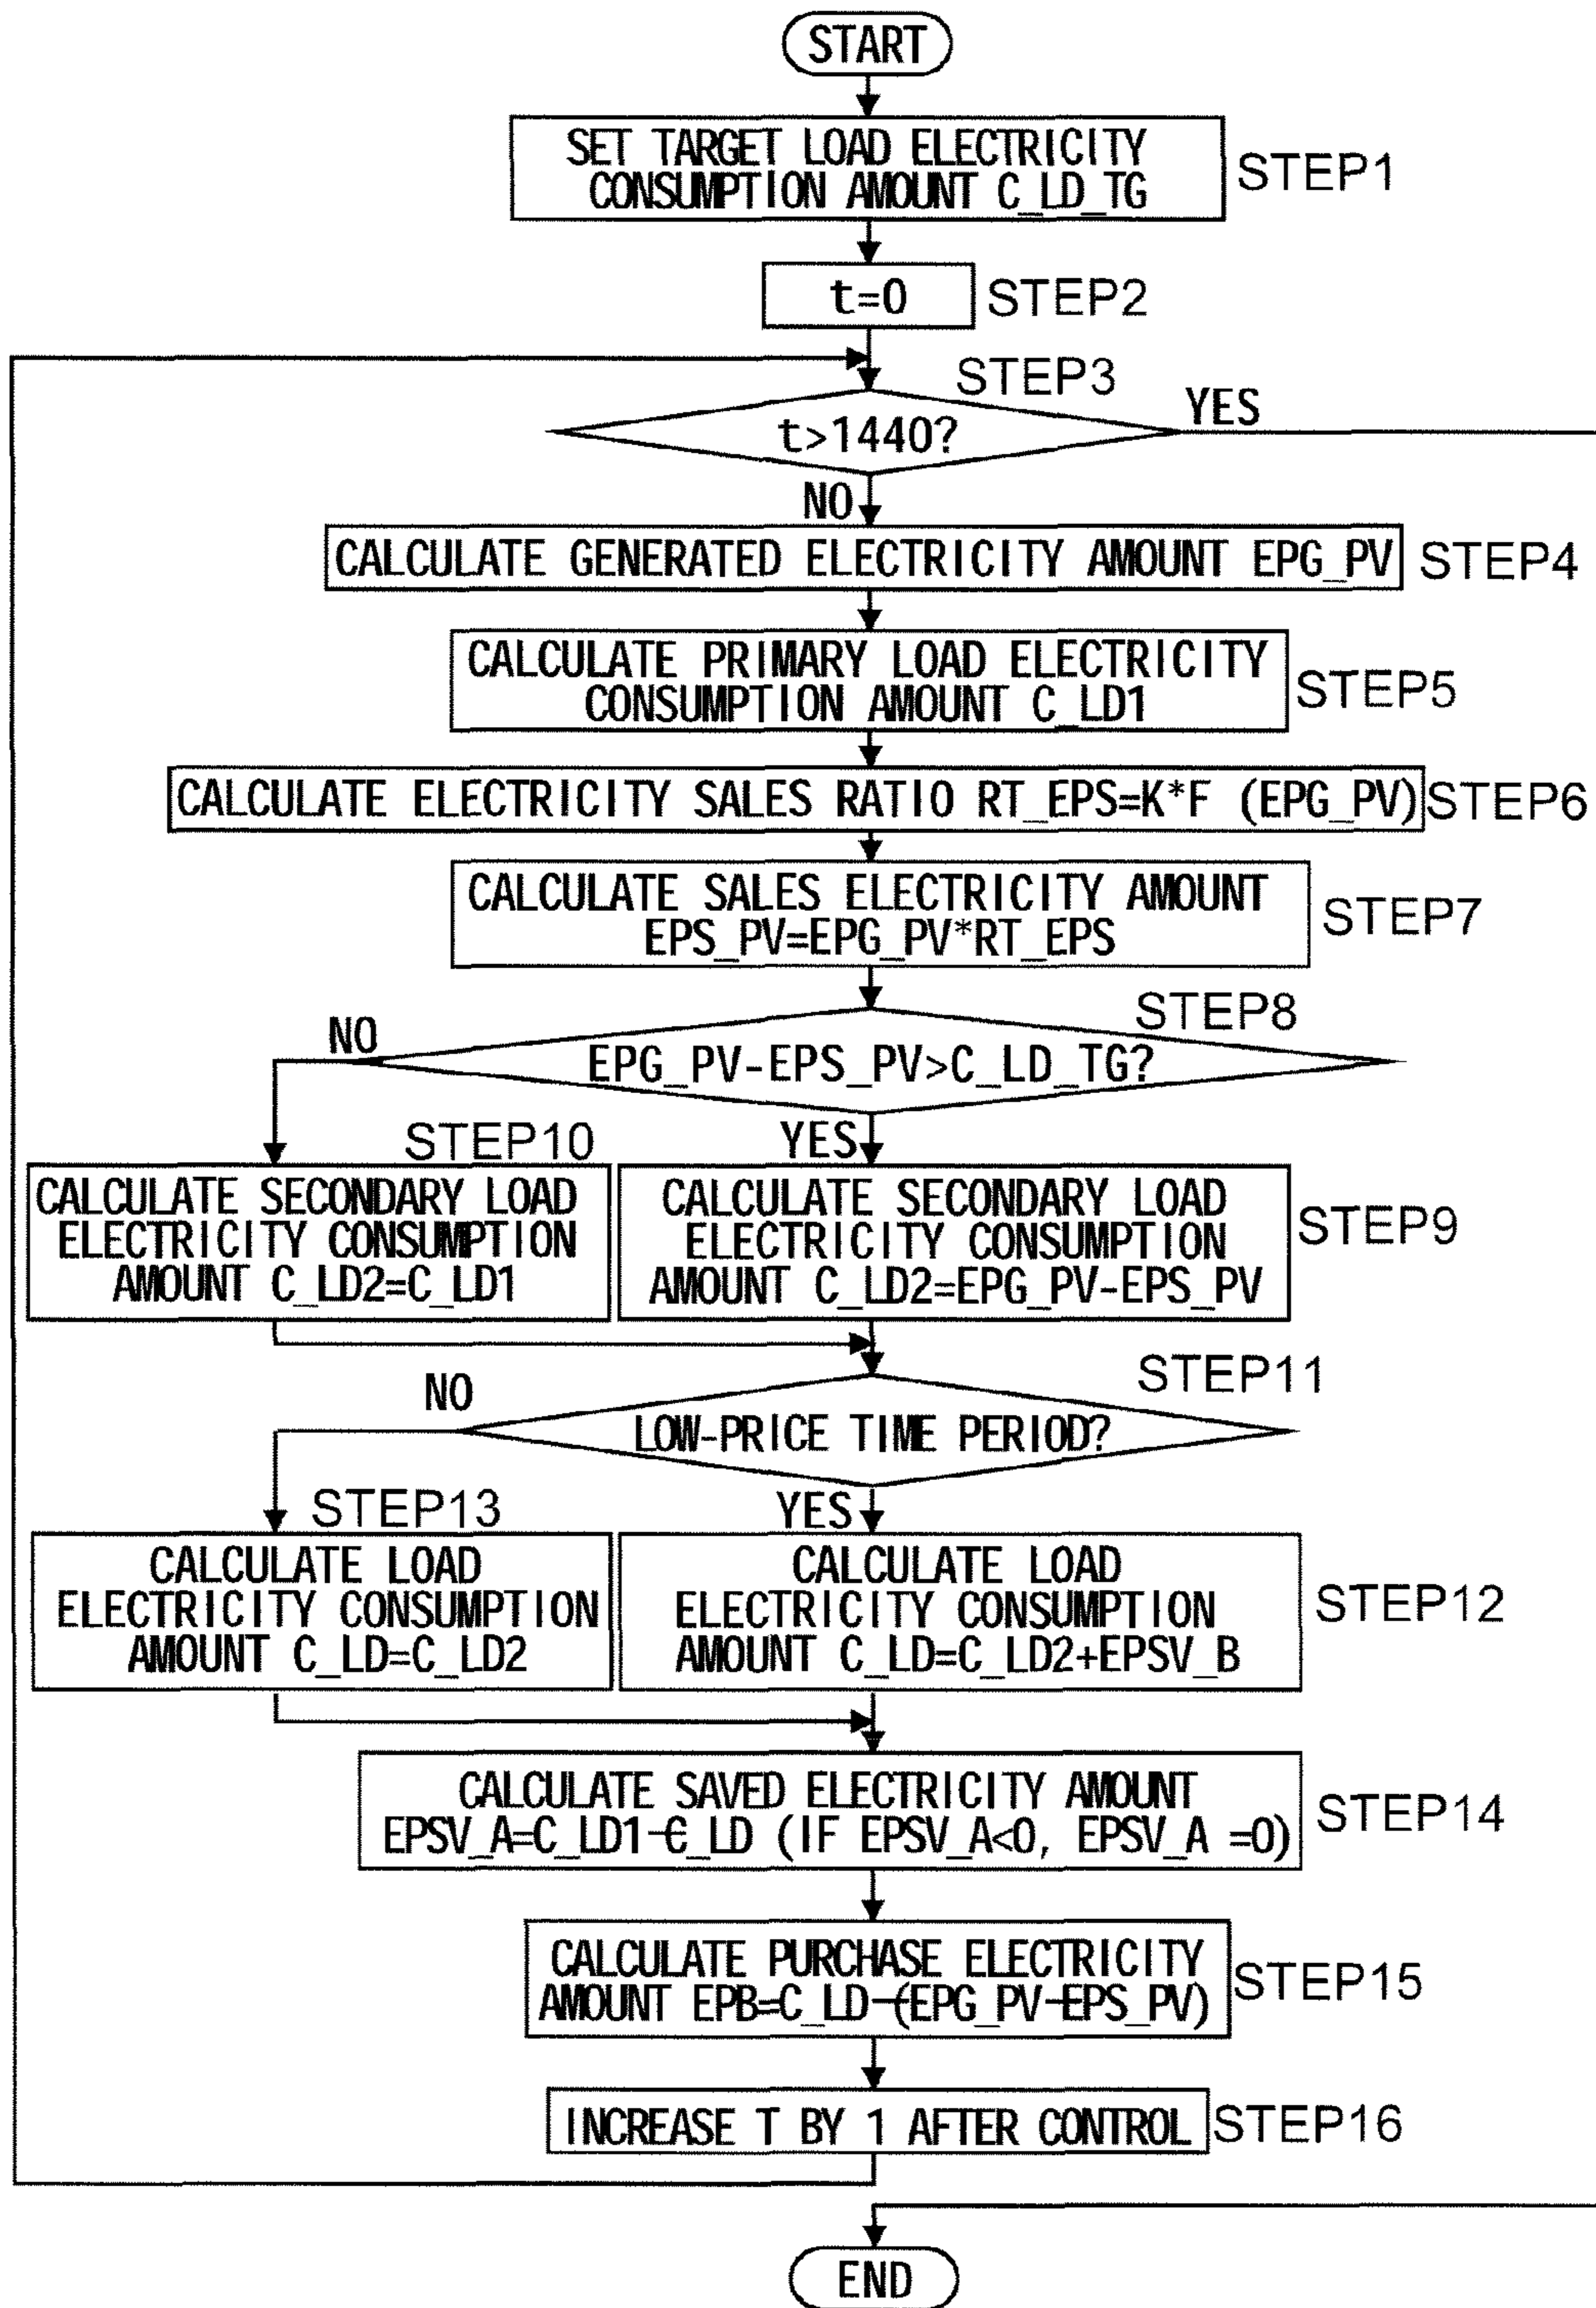 START
SET TARGET LOAD ELECTRICITY
CONSUMPTION AMOUNT C_LD_TG
STEP1
t=0
STEP2
STEP3
t>1440?
YES
NO
CALCULATE GENERATED ELECTRICITY AMOUNT EPG_PV
STEP4
CALCULATE PRIMARY LOAD ELECTRICITY
CONSUMPTION AMOUNT C_LD1
STEP5
CALCULATE ELECTRICITY SALES RATIO RT_EPS=K*F (EPG_PV)
STEP6
CALCULATE SALES ELECTRICITY AMOUNT
EPS_PV=EPG_PV*RT_EPS
STEP7
STEP8
NO
EPG_PV-EPS_PV>C_LD_TG?
YES
STEP10
CALCULATE SECONDARY LOAD
ELECTRICITY CONSUMPTION
AMOUNT C_LD2=C_LD1
CALCULATE SECONDARY LOAD
ELECTRICITY CONSUMPTION
AMOUNT C_LD2=EPG_PV-EPS_PV
STEP9
STEP11
NO
LOW-PRICE TIME PERIOD?
YES
STEP13
CALCULATE LOAD
ELECTRICITY CONSUMPTION
AMOUNT C_LD=C_LD2
CALCULATE LOAD
ELECTRICITY CONSUMPTION
AMOUNT C_LD=C_LD2+EPSV_B
STEP12
CALCULATE SAVED ELECTRICITY AMOUNT
EPSV_A=C_LD1-C_LD (IF EPSV_A<0, EPSV_A =0)
STEP14
CALCULATE PURCHASE ELECTRICITY
AMOUNT EPB=C_LD-(EPG_PV-EPS_PV)
STEP15
INCREASE T BY 1 AFTER CONTROL
STEP16
END